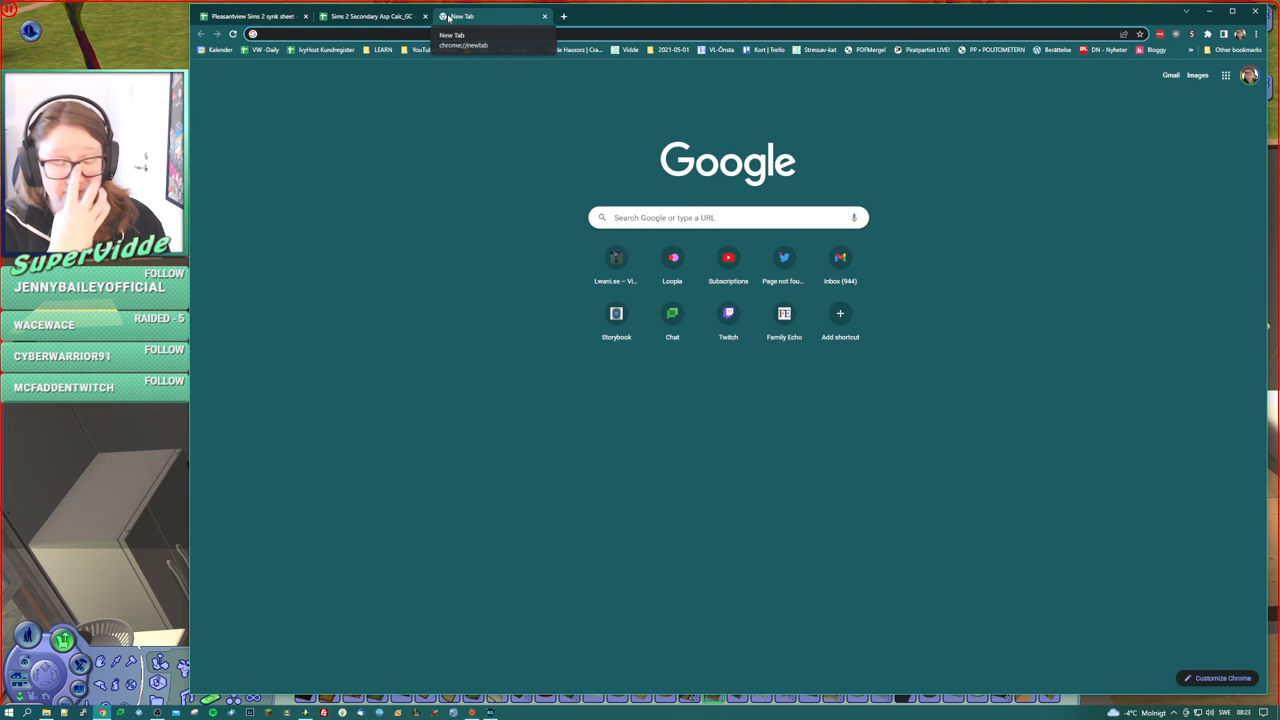 Pleasantview Sims 2 synk sheet
Sims 2 Secondary Asp Calc_GC
New Tab
New Tab
chrome://newtab
Kalender
VW -Daily
IvyHost Kundregister
LEARN
Haxxorz | Cra...
Vidde
2021-05-01
VL-Önsta
Kort | Trello
Stressav-kat
PDFMergel
Piratpartiet LIVE!
PP • POLITOMETERN
Berättelse
DN - Nyheter
Bloggy
»
Other bookmarks
Gmail
Images
Google
Search Google or type a URL
Lwani.se – Vi...
Loopia
Subscriptions
Page not fou...
Inbox (944)
Storybook
Chat
Twitch
Family Echo
Add shortcut
Customize Chrome
SuperVidde
FOLLOW
JENNYBAILEYOFFICIAL
RAIDED - 5
WACEWACE
FOLLOW
CYBERWARRIOR91
FOLLOW
MCFADDENTWITCH
-4°C Molnigt
SWE
08:23